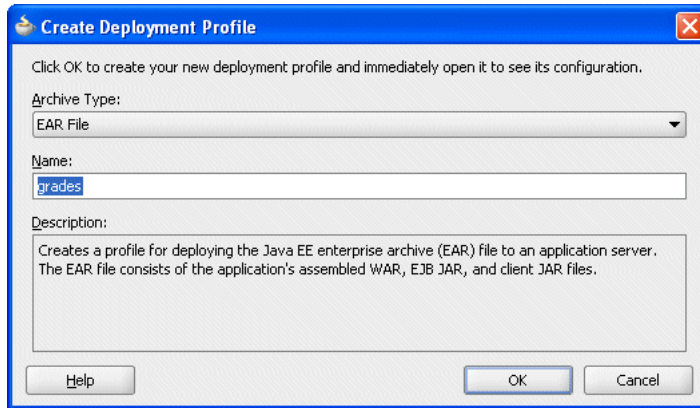 Create Deployment Profile
Click OK to create your new deployment profile and immediately open it to see its configuration.
Archive Type:
EAR File
Name:
grades
Description:
Creates a profile for deploying the Java EE enterprise archive (EAR) file to an application server.
The EAR file consists of the application's assembled WAR, EJB JAR, and client JAR files.
Help
OK
Cancel